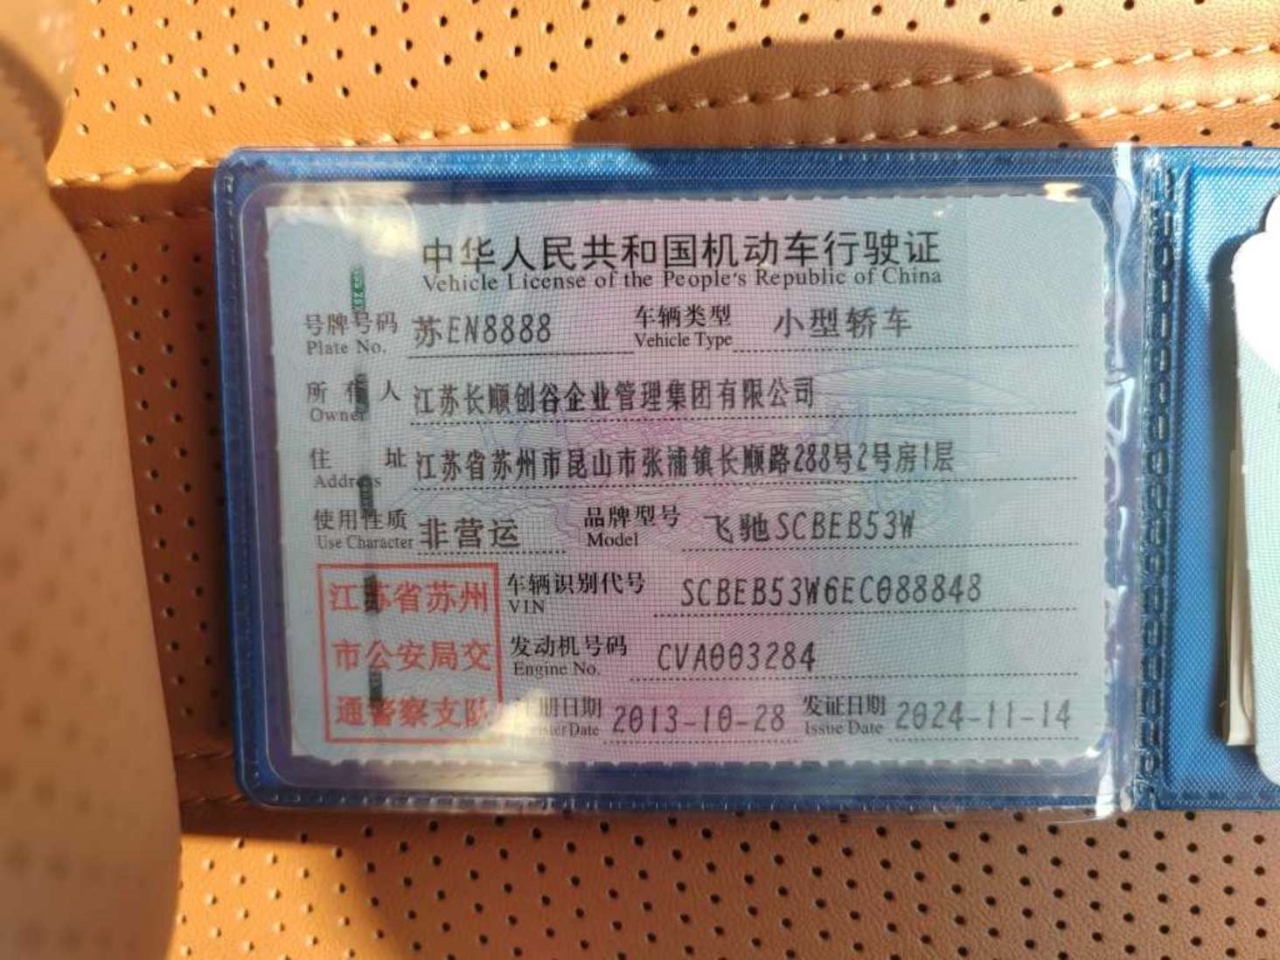 中华人民共和国机动车行驶证
Vehicle License of the People's Republic of China
号牌号码 苏EN8888 车辆类型 小型轿车
Plate No. Vehicle Type
所有人 江苏长顺创谷企业管理集团有限公司
Owner
住址 江苏省苏州市昆山市张浦镇长顺路288号2号房1层
Address
使用性质 非营运 品牌型号 飞驰SCBEB53W
Use Character Model
江苏省苏州
市公安局交
通警察支队
车辆识别代号 SCBEB53W6EC088848
VIN
发动机号码 CVA003284
Engine No.
注册日期 2013-10-28 发证日期 2024-11-14
Register Date Issue Date